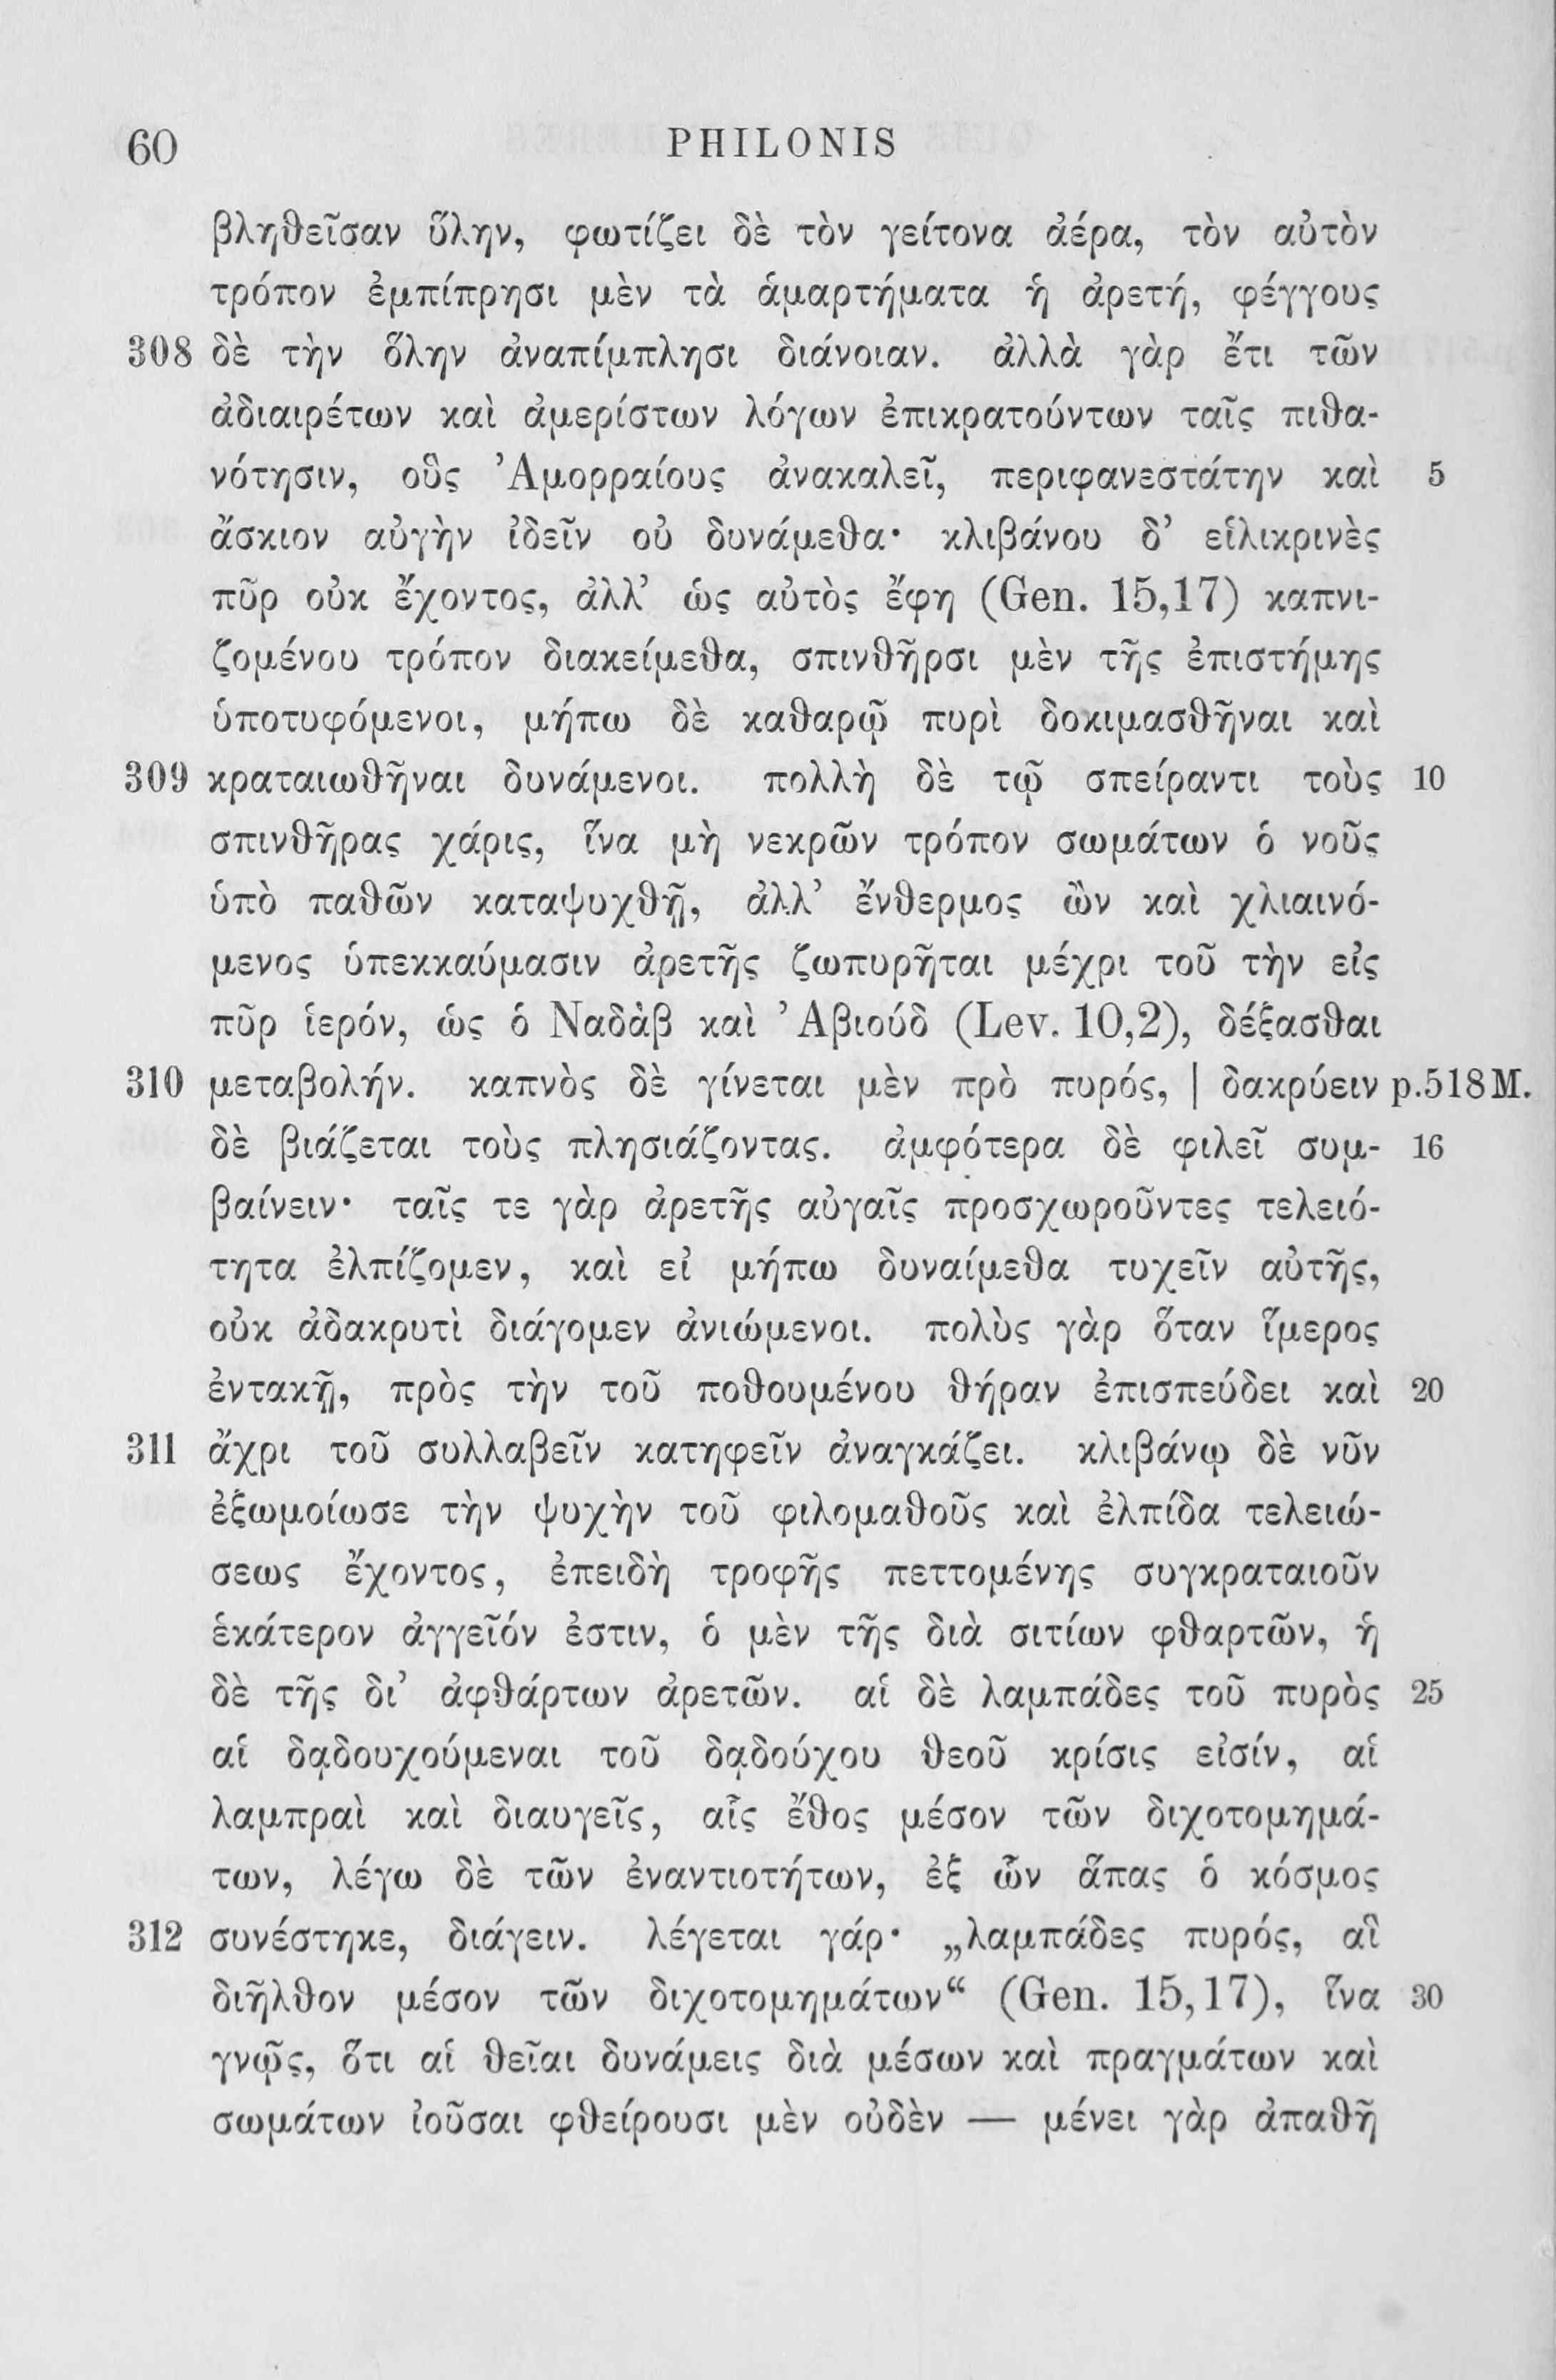 60 PHILONIS
βληθεῖσαν ὕλην, φωτίζει δὲ τὸν γείτονα ἀέρα, τὸν αὐτὸν
τρόπον ἐμπίπρησι μὲν τὰ ἁμαρτήματα ἡ ἀρετή, φέγγους
308 δὲ τὴν ὅλην ἀναπίμπλησι διάνοιαν. ἀλλὰ γὰρ ἔτι τῶν
ἀδιαιρέτων καὶ ἀμερίστων λόγων ἐπικρατούντων ταῖς πιθα-
νότησιν, οὓς Ἀμορραίους ἀνακαλεῖ, περιφανεστάτην καὶ 5
ἄσκιον αὐγὴν ἰδεῖν οὐ δυνάμεθα· κλιβάνου δ’ εἱλικρινὲς
πῦρ οὐκ ἔχοντος, ἀλλ’ ὡς αὐτὸς ἔφη (Gen. 15,17) καπνι-
ζομένου τρόπον διακείμεθα, σπινθῆρσι μὲν τῆς ἐπιστήμης
ὑποτυφόμενοι, μήπω δὲ καθαρῷ πυρὶ δοκιμασθῆναι καὶ
309 κραταιωθῆναι δυνάμενοι. πολλὴ δὲ τῷ σπείραντι τοὺς 10
σπινθῆρας χάρις, ἵνα μὴ νεκρῶν τρόπον σωμάτων ὁ νοῦς
ὑπὸ παθῶν καταψυχθῇ, ἀλλ’ ἔνθερμος ὢν καὶ χλιαινό-
μενος ὑπεκκαύμασιν ἀρετῆς ζωπυρῆται μέχρι τοῦ τὴν εἰς
πῦρ ἱερόν, ὡς ὁ Ναδὰβ καὶ Ἀβιούδ (Lev. 10,2), δέξασθαι
310 μεταβολήν. καπνὸς δὲ γίνεται μὲν πρὸ πυρός, | δακρύειν p.518M.
δὲ βιάζεται τοὺς πλησιάζοντας. ἀμφότερα δὲ φιλεῖ συμ- 16
βαίνειν· ταῖς τε γὰρ ἀρετῆς αὐγαῖς προσχωροῦντες τελειό-
τητα ἐλπίζομεν, καὶ εἰ μήπω δυναίμεθα τυχεῖν αὐτῆς,
οὐκ ἀδακρυτὶ διάγομεν ἀνιώμενοι. πολὺς γὰρ ὅταν ἵμερος
ἐντακῇ, πρὸς τὴν τοῦ ποθουμένου θήραν ἐπισπεύδει καὶ 20
311 ἄχρι τοῦ συλλαβεῖν κατηφεῖν ἀναγκάζει. κλιβάνῳ δὲ νῦν
ἐξωμοίωσε τὴν ψυχὴν τοῦ φιλομαθοῦς καὶ ἐλπίδα τελειώ-
σεως ἔχοντος, ἐπειδὴ τροφῆς πεττομένης συγκραταιοῦν
ἑκάτερον ἀγγεῖόν ἐστιν, ὁ μὲν τῆς διὰ σιτίων φθαρτῶν, ἡ
δὲ τῆς δι’ ἀφθάρτων ἀρετῶν. αἱ δὲ λαμπάδες τοῦ πυρὸς 25
αἱ δᾳδουχούμεναι τοῦ δᾳδούχου θεοῦ κρίσις εἰσίν, αἱ
λαμπραὶ καὶ διαυγεῖς, αἷς ἔθος μέσον τῶν διχοτομημά-
των, λέγω δὲ τῶν ἐναντιοτήτων, ἐξ ὧν ἅπας ὁ κόσμος
312 συνέστηκε, διάγειν. λέγεται γάρ· „λαμπάδες πυρός, αἳ
διῆλθον μέσον τῶν διχοτομημάτων“ (Gen. 15,17), ἵνα 30
γνῷς, ὅτι αἱ θεῖαι δυνάμεις διὰ μέσων καὶ πραγμάτων καὶ
σωμάτων ἰοῦσαι φθείρουσι μὲν οὐδὲν — μένει γὰρ ἀπαθῆ